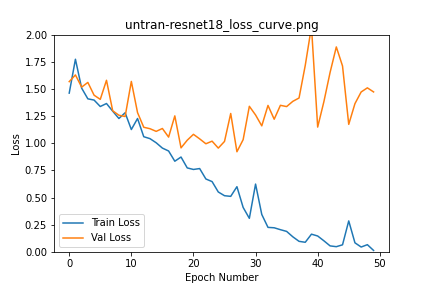 untran-resnet18_loss_curve.png
2.00
1.75
1.50
1.25
1.00
0.75
0.50
0.25
0.00
Loss
Train Loss
Val Loss
0 10 20 30 40 50
Epoch Number